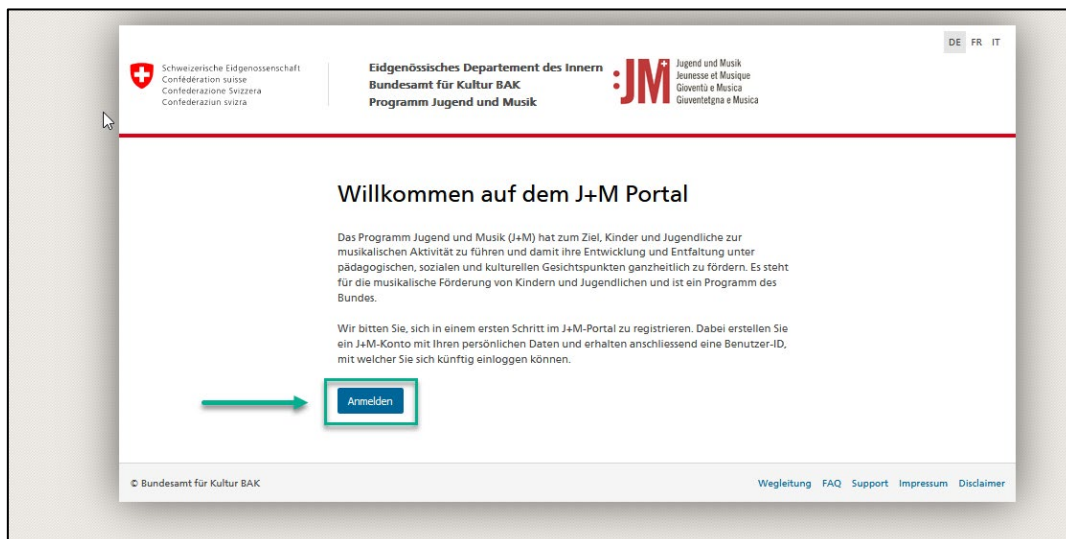 DE FR IT
Schweizerische Eidgenossenschaft
Confédération suisse
Confederazione Svizzera
Confederaziun svizra
Eidgenössisches Departement des Innern
Bundesamt für Kultur BAK
Programm Jugend und Musik
:JM
Jugend und Musik
Jeunesse et Musique
Gioventù e Musica
Giuventetgna e Musica
Willkommen auf dem J+M Portal
Das Programm Jugend und Musik (J+M) hat zum Ziel, Kinder und Jugendliche zur
musikalischen Aktivität zu führen und damit ihre Entwicklung und Entfaltung unter
pädagogischen, sozialen und kulturellen Gesichtspunkten ganzheitlich zu fördern. Es steht
für die musikalische Förderung von Kindern und Jugendlichen und ist ein Programm des
Bundes.
Wir bitten Sie, sich in einem ersten Schritt im J+M-Portal zu registrieren. Dabei erstellen Sie
ein J+M-Konto mit Ihren persönlichen Daten und erhalten anschliessend eine Benutzer-ID,
mit welcher Sie sich künftig einloggen können.
Anmelden
© Bundesamt für Kultur BAK
Wegleitung FAQ Support Impressum Disclaimer